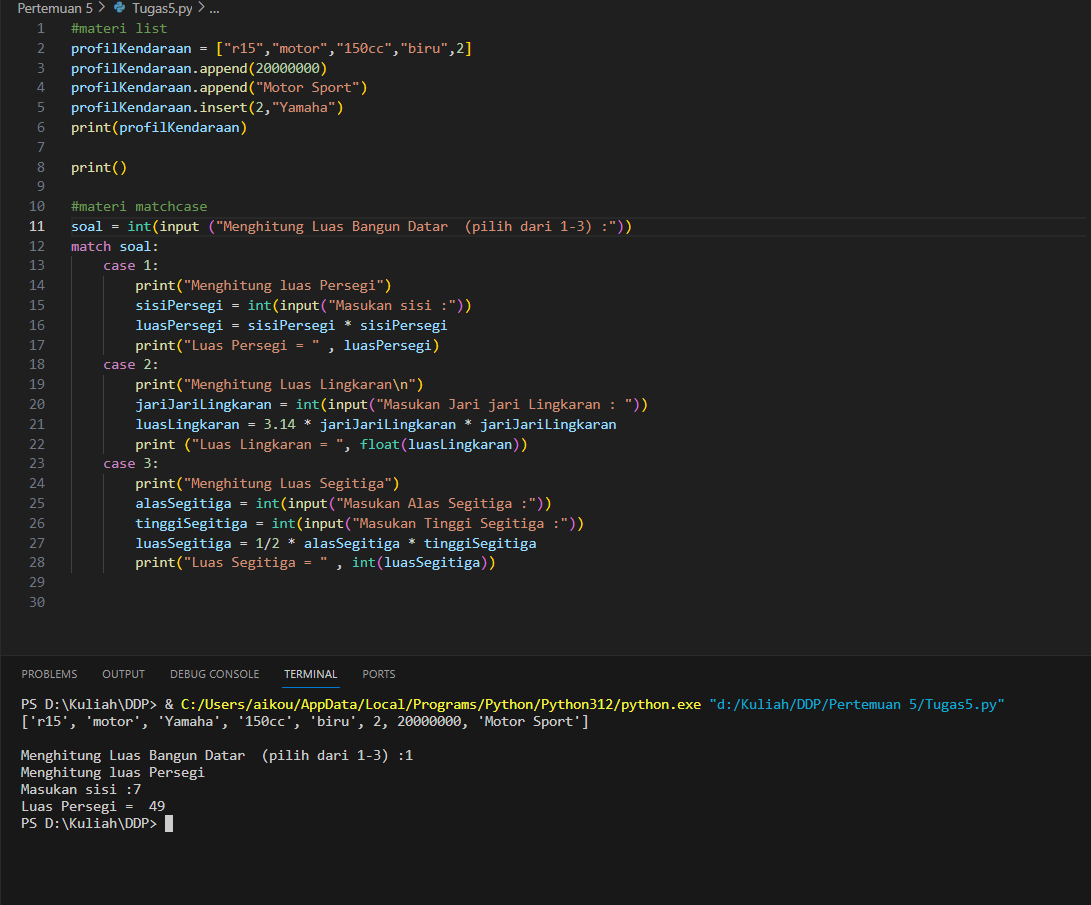 Pertemuan 5 > Tugas5.py > ...
1 #materi list
2 profilKendaraan = ["r15","motor","150cc","biru",2]
3 profilKendaraan.append(20000000)
4 profilKendaraan.append("Motor Sport")
5 profilKendaraan.insert(2,"Yamaha")
6 print(profilKendaraan)
7
8 print()
9
10 #materi matchcase
11 soal = int(input ("Menghitung Luas Bangun Datar  (pilih dari 1-3) :"))
12 match soal:
13     case 1:
14         print("Menghitung luas Persegi")
15         sisiPersegi = int(input("Masukan sisi :"))
16         luasPersegi = sisiPersegi * sisiPersegi
17         print("Luas Persegi = " , luasPersegi)
18     case 2:
19         print("Menghitung Luas Lingkaran\n")
20         jariJariLingkaran = int(input("Masukan Jari jari Lingkaran : "))
21         luasLingkaran = 3.14 * jariJariLingkaran * jariJariLingkaran
22         print ("Luas Lingkaran = ", float(luasLingkaran))
23     case 3:
24         print("Menghitung Luas Segitiga")
25         alasSegitiga = int(input("Masukan Alas Segitiga :"))
26         tinggiSegitiga = int(input("Masukan Tinggi Segitiga :"))
27         luasSegitiga = 1/2 * alasSegitiga * tinggiSegitiga
28         print("Luas Segitiga = " , int(luasSegitiga))
29
30
PROBLEMS OUTPUT DEBUG CONSOLE TERMINAL PORTS
PS D:\Kuliah\DDP> & C:/Users/aikou/AppData/Local/Programs/Python/Python312/python.exe "d:/Kuliah/DDP/Pertemuan 5/Tugas5.py"
['r15', 'motor', 'Yamaha', '150cc', 'biru', 2, 20000000, 'Motor Sport']
Menghitung Luas Bangun Datar  (pilih dari 1-3) :1
Menghitung luas Persegi
Masukan sisi :7
Luas Persegi =  49
PS D:\Kuliah\DDP>